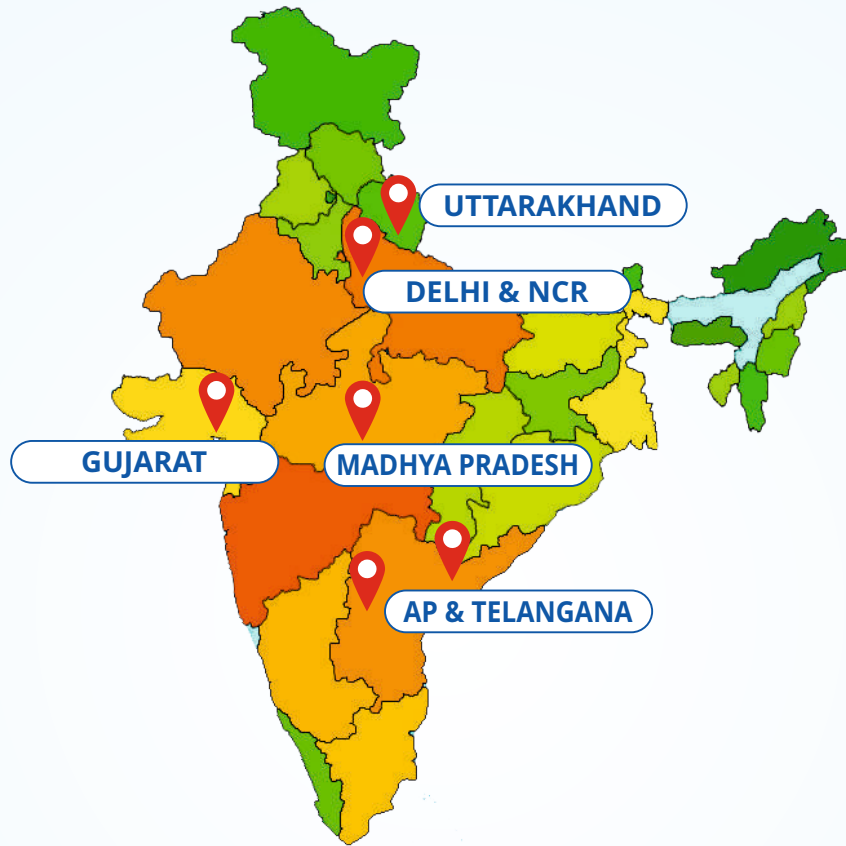 UTTARAKHAND
DELHI & NCR
GUJARAT
MADHYA PRADESH
AP & TELANGANA